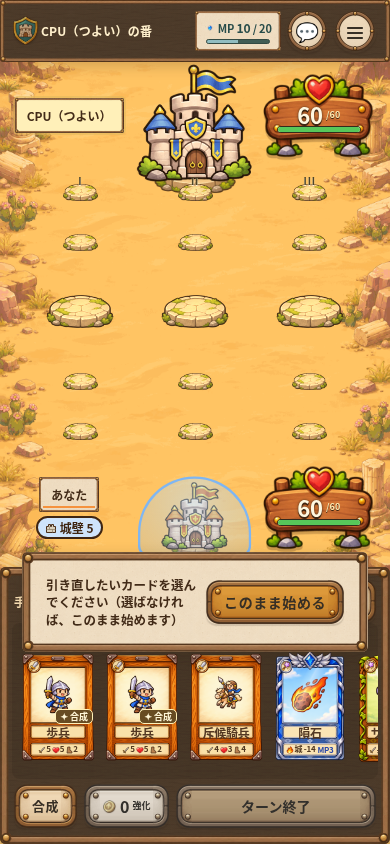 CPU（つよい）の番
MP 10 / 20
CPU（つよい）
60 /60
I
II
III
あなた
城壁 5
60 /60
引き直したいカードを選ん
でください（選ばなけれ
ば、このまま始めます）
このまま始める
手
合成
歩兵
5 5 2
合成
歩兵
5 5 2
斥候騎兵
4 3 4
隕石
城 -14 MP3
合成
0 強化
ターン終了